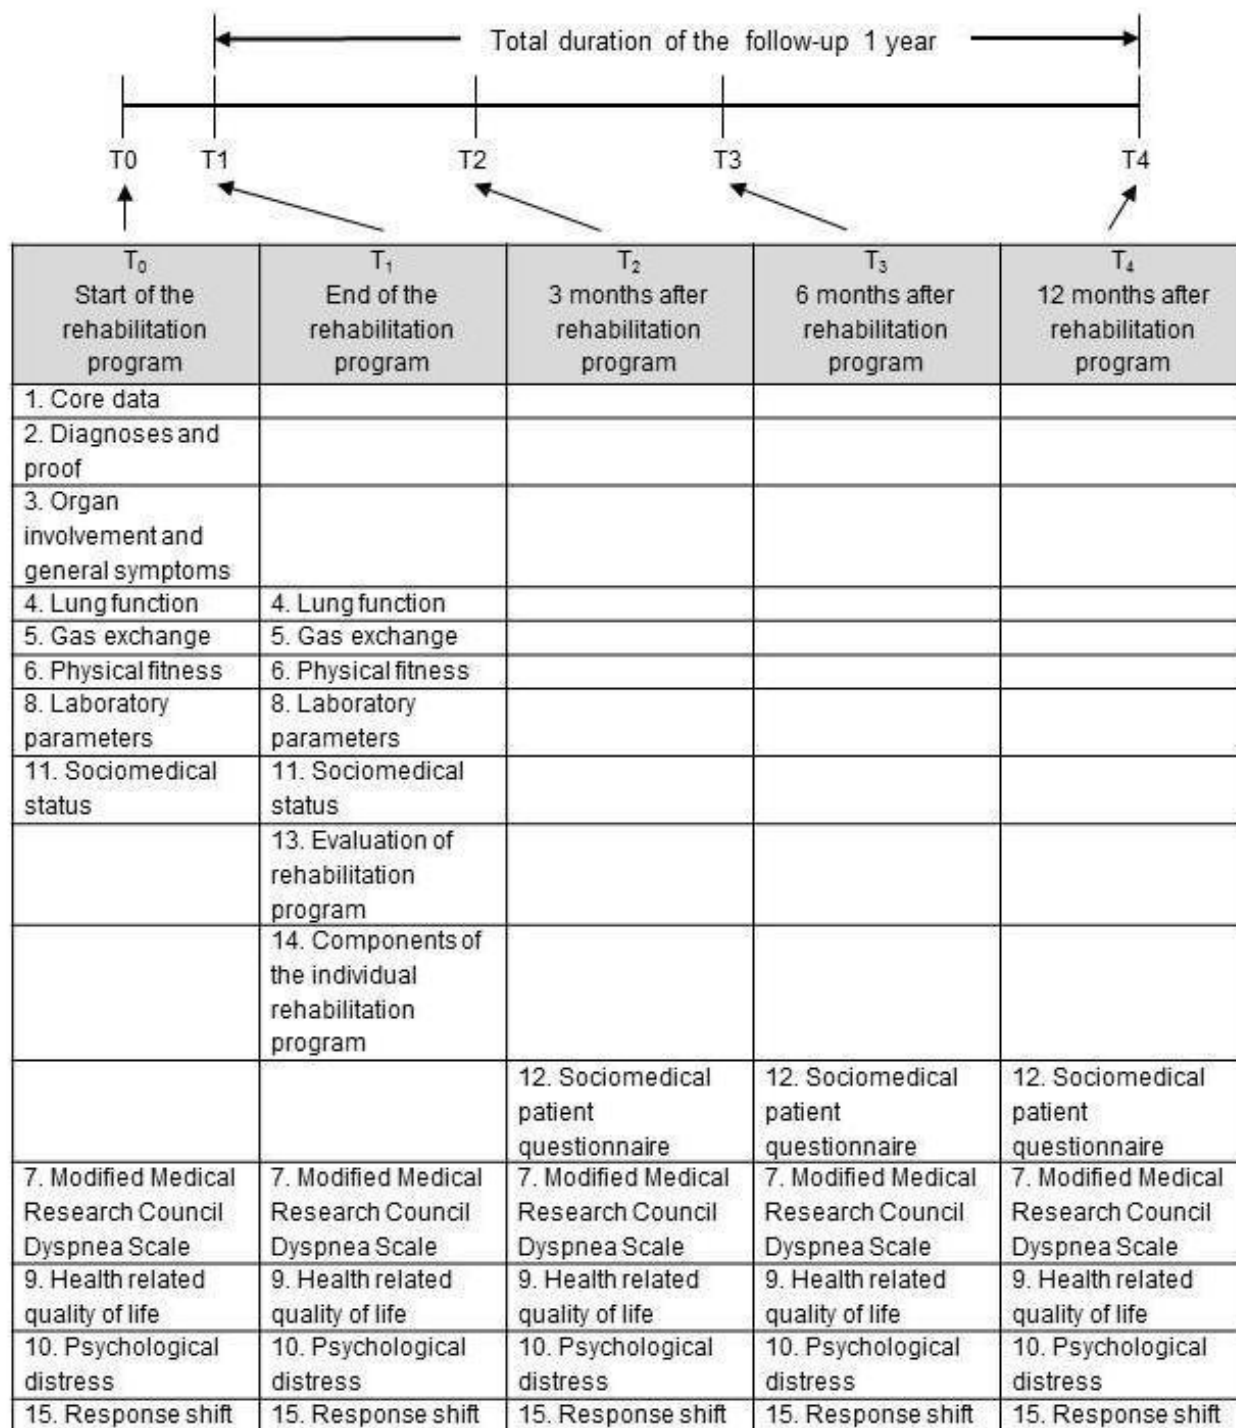 Total duration of the follow-up 1 year
T0 T1 T2 T3 T4
T₀ T₁ T₂ T₃ T₄
Start of the End of the 3 months after 6 months after 12 months after
rehabilitation rehabilitation rehabilitation rehabilitation rehabilitation
program program program program program
1. Core data
2. Diagnoses and
proof
3. Organ
involvement and
general symptoms
4. Lung function 4. Lung function
5. Gas exchange 5. Gas exchange
6. Physical fitness 6. Physical fitness
8. Laboratory 8. Laboratory
parameters parameters
11. Sociomedical 11. Sociomedical
status status
13. Evaluation of
rehabilitation
program
14. Components of
the individual
rehabilitation
program
12. Sociomedical 12. Sociomedical 12. Sociomedical
patient patient patient
questionnaire questionnaire questionnaire
7. Modified Medical 7. Modified Medical 7. Modified Medical 7. Modified Medical 7. Modified Medical
Research Council Research Council Research Council Research Council Research Council
Dyspnea Scale Dyspnea Scale Dyspnea Scale Dyspnea Scale Dyspnea Scale
9. Health related 9. Health related 9. Health related 9. Health related 9. Health related
quality of life quality of life quality of life quality of life quality of life
10. Psychological 10. Psychological 10. Psychological 10. Psychological 10. Psychological
distress distress distress distress distress
15. Response shift 15. Response shift 15. Response shift 15. Response shift 15. Response shift